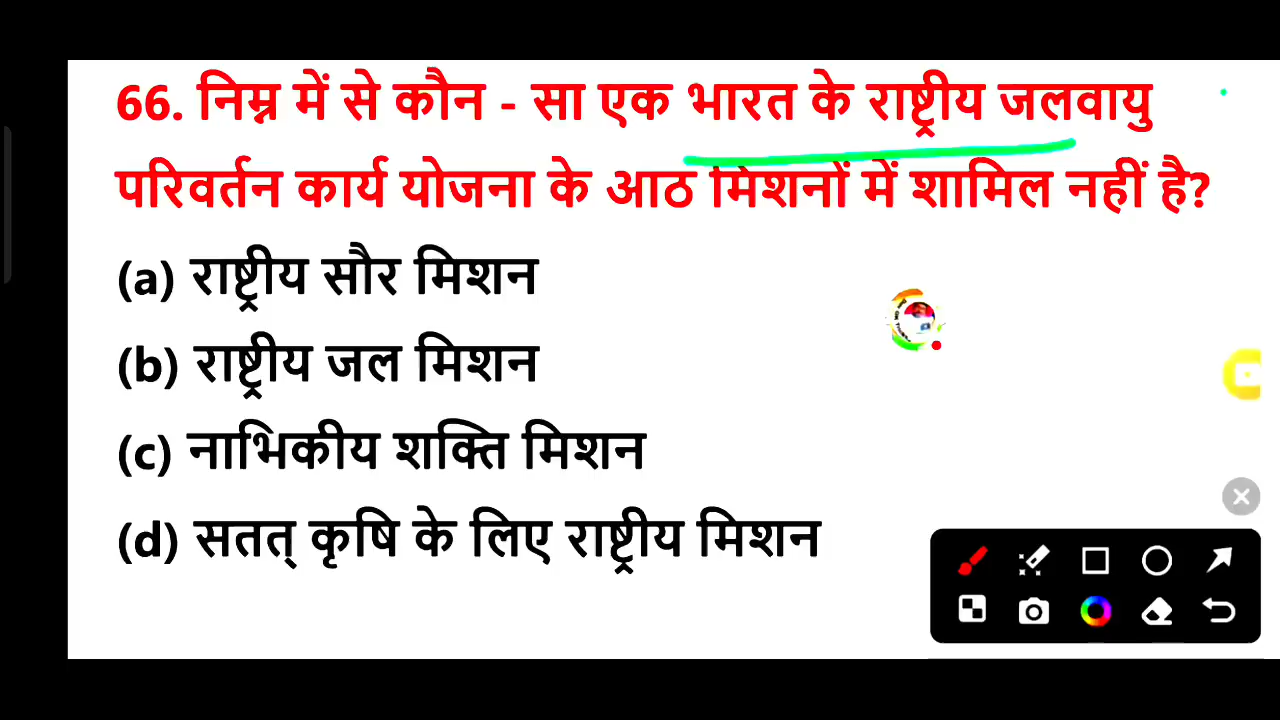 66. निम्न में से कौन - सा एक भारत के राष्ट्रीय जलवायु
परिवर्तन कार्य योजना के आठ मिशनों में शामिल नहीं है?
(a) राष्ट्रीय सौर मिशन
(b) राष्ट्रीय जल मिशन
(c) नाभिकीय शक्ति मिशन
(d) सतत् कृषि के लिए राष्ट्रीय मिशन